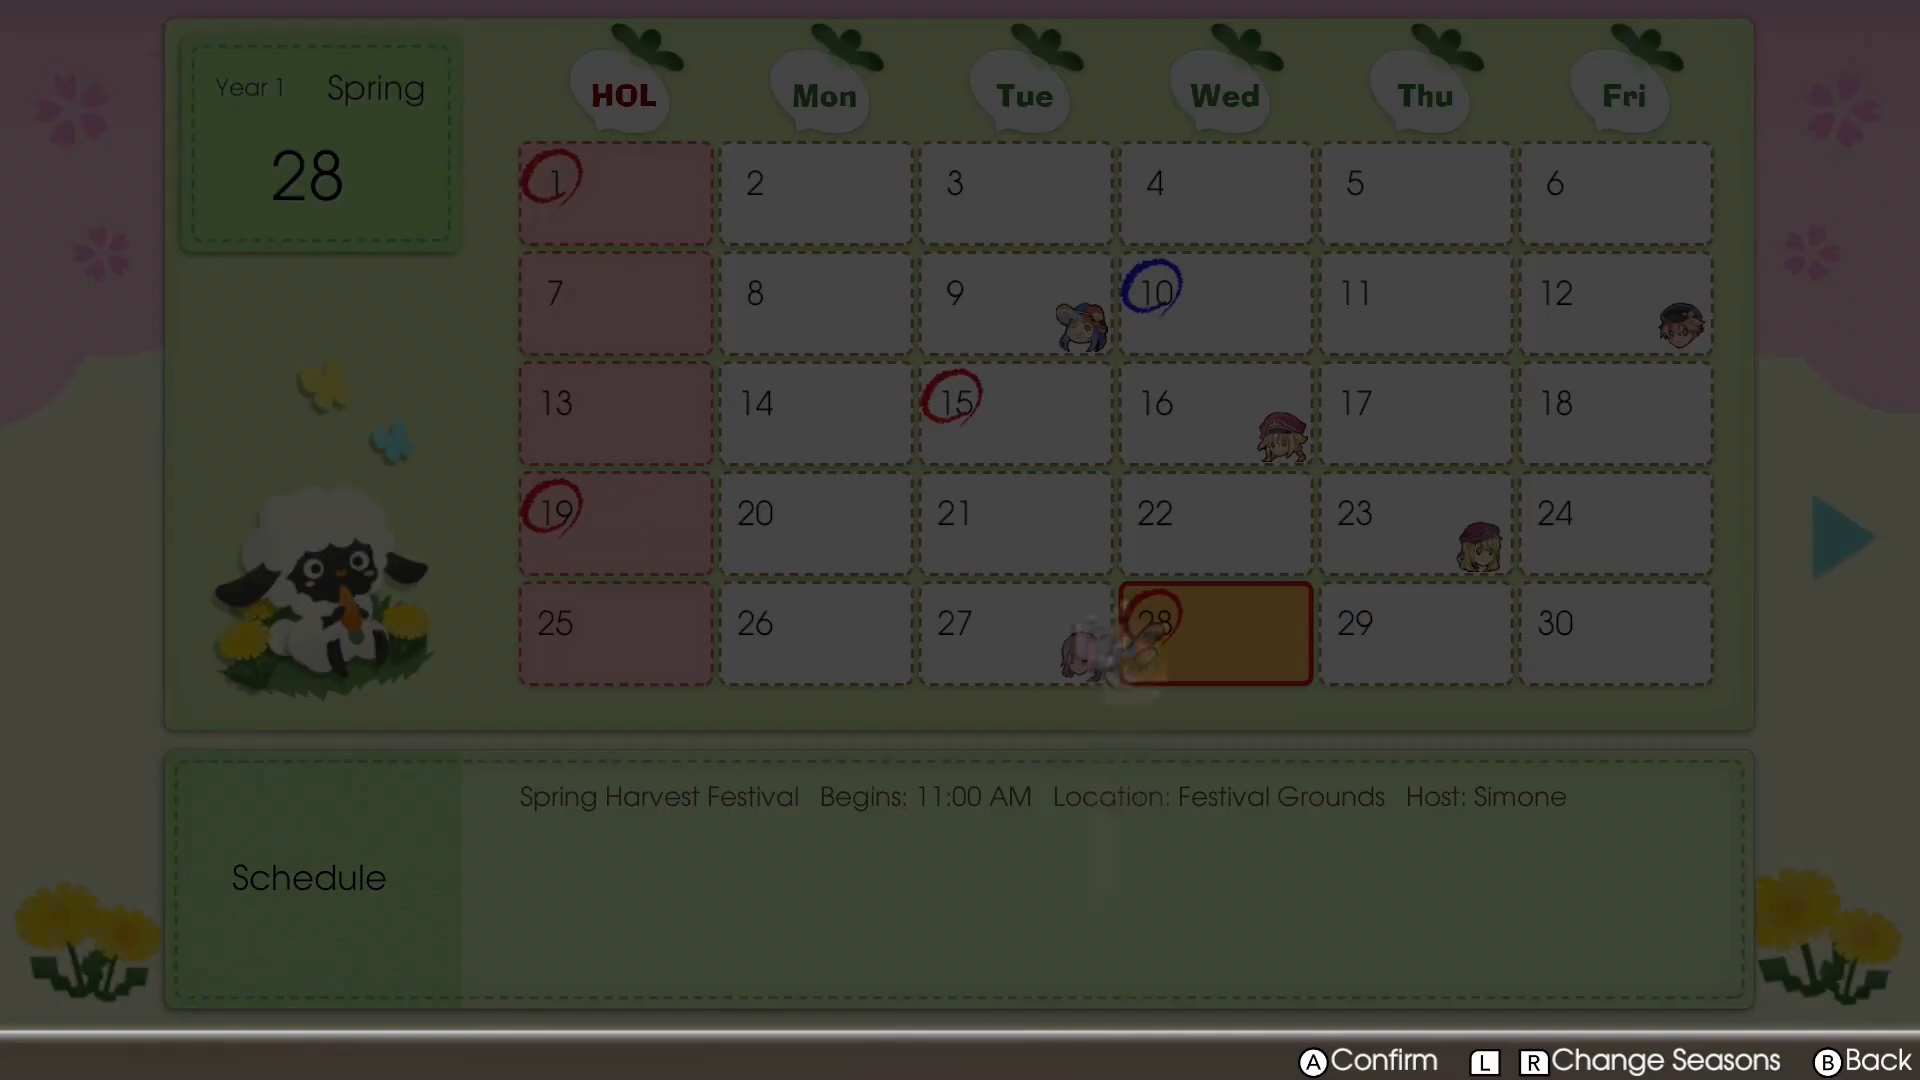 Year 1 Spring
28
HOL Mon Tue Wed Thu Fri
1 2 3 4 5 6
7 8 9 10 11 12
13 14 15 16 17 18
19 20 21 22 23 24
25 26 27 28 29 30
Spring Harvest Festival Begins: 11:00 AM Location: Festival Grounds Host: Simone
Schedule
A Confirm L R Change Seasons B Back